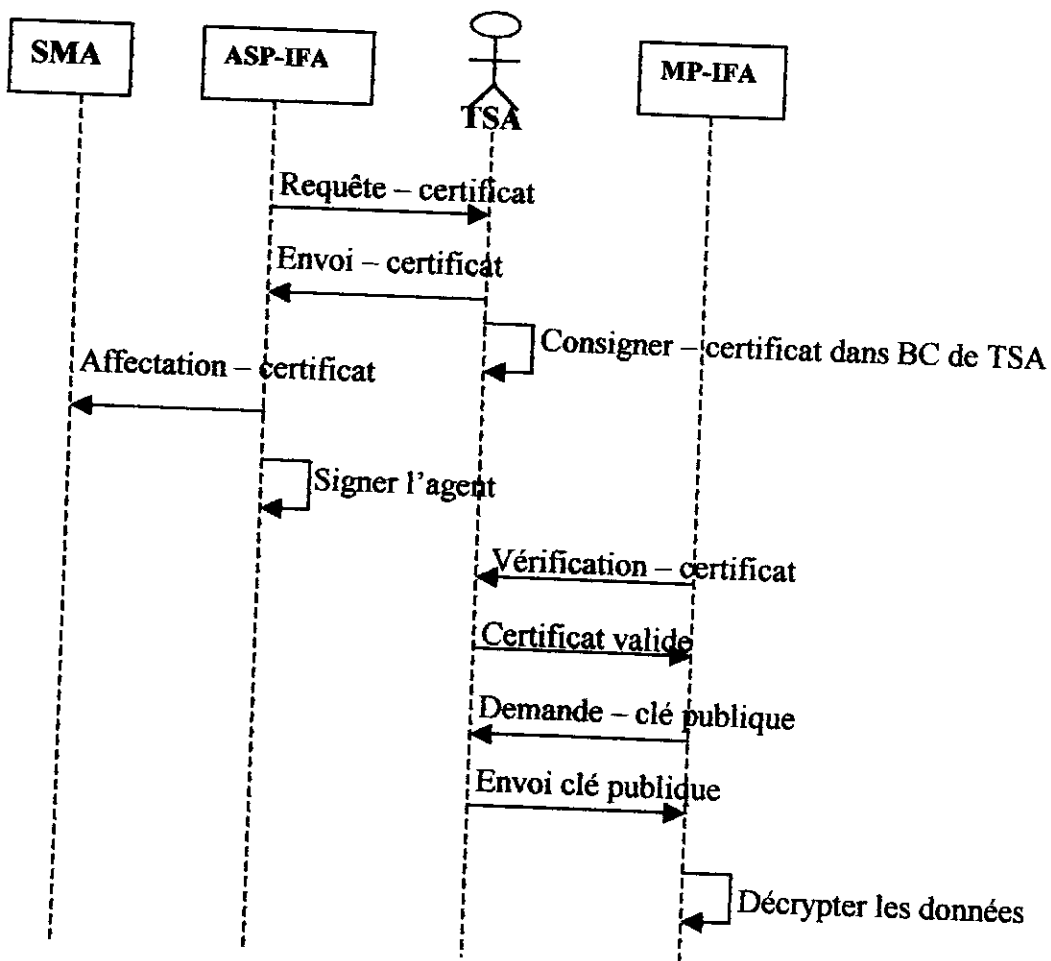 SMA
ASP-IFA
TSA
MP-IFA
Requête – certificat
Envoi – certificat
Consigner – certificat dans BC de TSA
Affectation – certificat
Signer l'agent
Vérification – certificat
Certificat valide
Demande – clé publique
Envoi clé publique
Décrypter les données